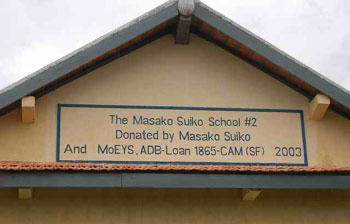 The Masako Suiko School #2
Donated by Masako Suiko
And MoEYS, ADB-Loan 1865-CAM (SF) 2003